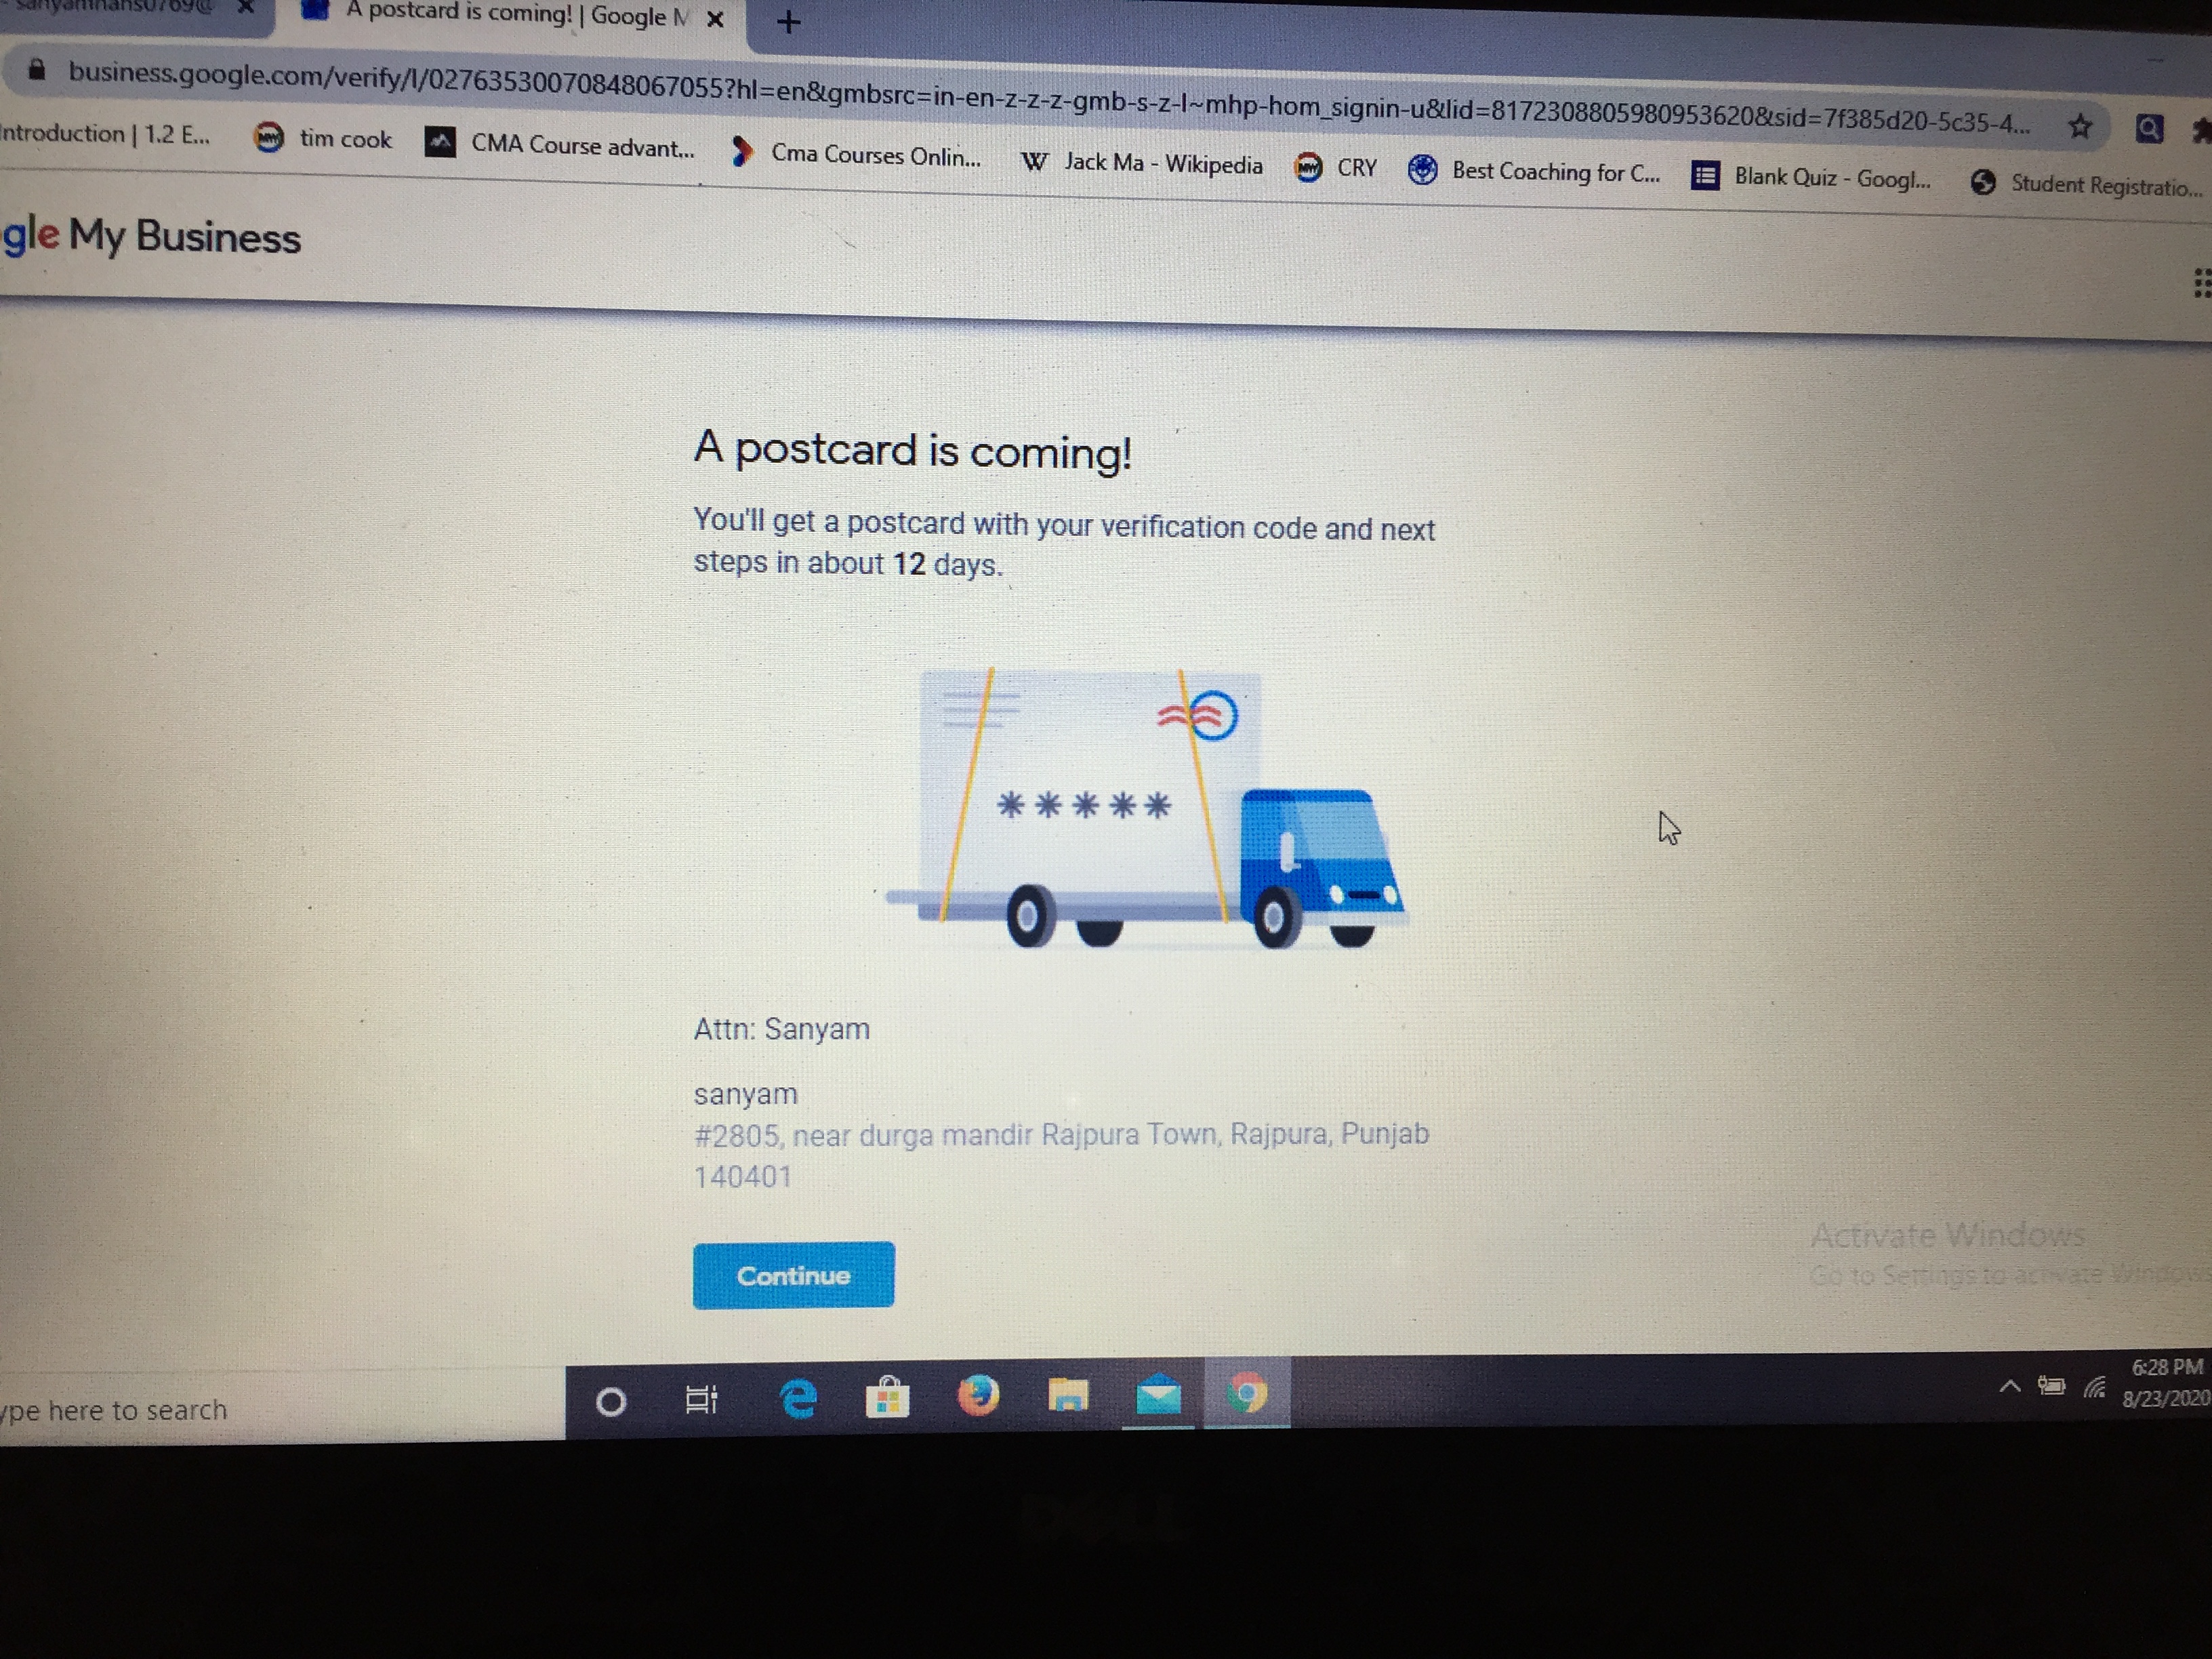 A postcard is coming! | Google M
business.google.com/verify/l/02763530070848067055?hl=en&gmbsrc=in-en-z-z-z-gmb-s-z-l~mhp-hom_signin-u&lid=8172308805980953620&sid=7f385d20-5c35-4...
Introduction | 1.2 E... tim cook CMA Course advant... Cma Courses Onlin... W Jack Ma - Wikipedia CRY Best Coaching for C... Blank Quiz - Googl... Student Registratio...
gle My Business
A postcard is coming!
You'll get a postcard with your verification code and next
steps in about 12 days.
*****
Attn: Sanyam
sanyam
#2805, near durga mandir Rajpura Town, Rajpura, Punjab
140401
Continue
Activate Windows
Go to Settings to activate Windows
ype here to search
6:28 PM
8/23/2020
DELL